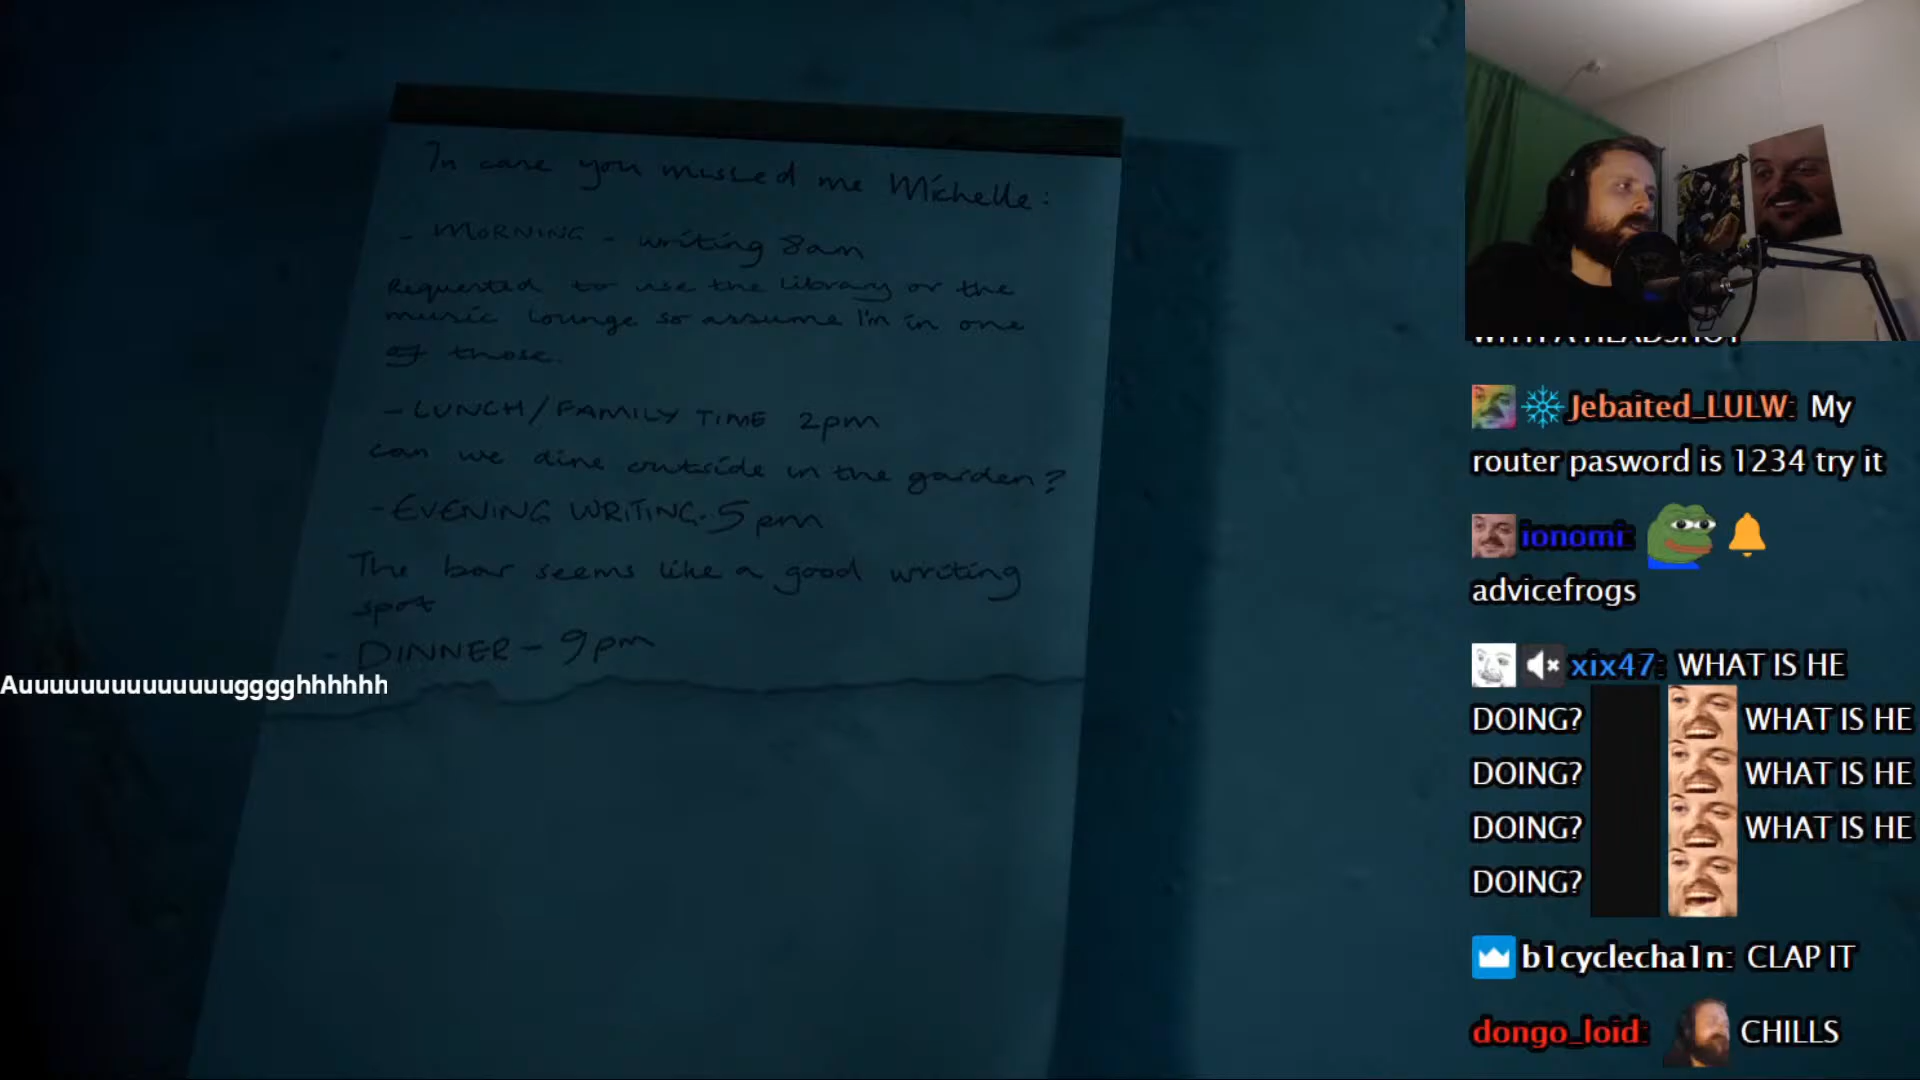 In case you missed me Michelle:
- MORNING - writing 8am
Requested to use the library or the
music lounge so assume I'm in one
of those.
- LUNCH/FAMILY TIME 2pm
can we dine outside in the garden?
- EVENING WRITING. 5pm
The bar seems like a good writing
spot
- DINNER - 9pm
Auuuuuuuuuuuuuugggghhhhhh
WITH A HEADSHOT
Jebaited_LULW: My
router pasword is 1234 try it
ionomi:
advicefrogs
xix47: WHAT IS HE
DOING? WHAT IS HE
DOING? WHAT IS HE
DOING? WHAT IS HE
DOING?
b1cyclecha1n: CLAP IT
dongo_loid: CHILLS